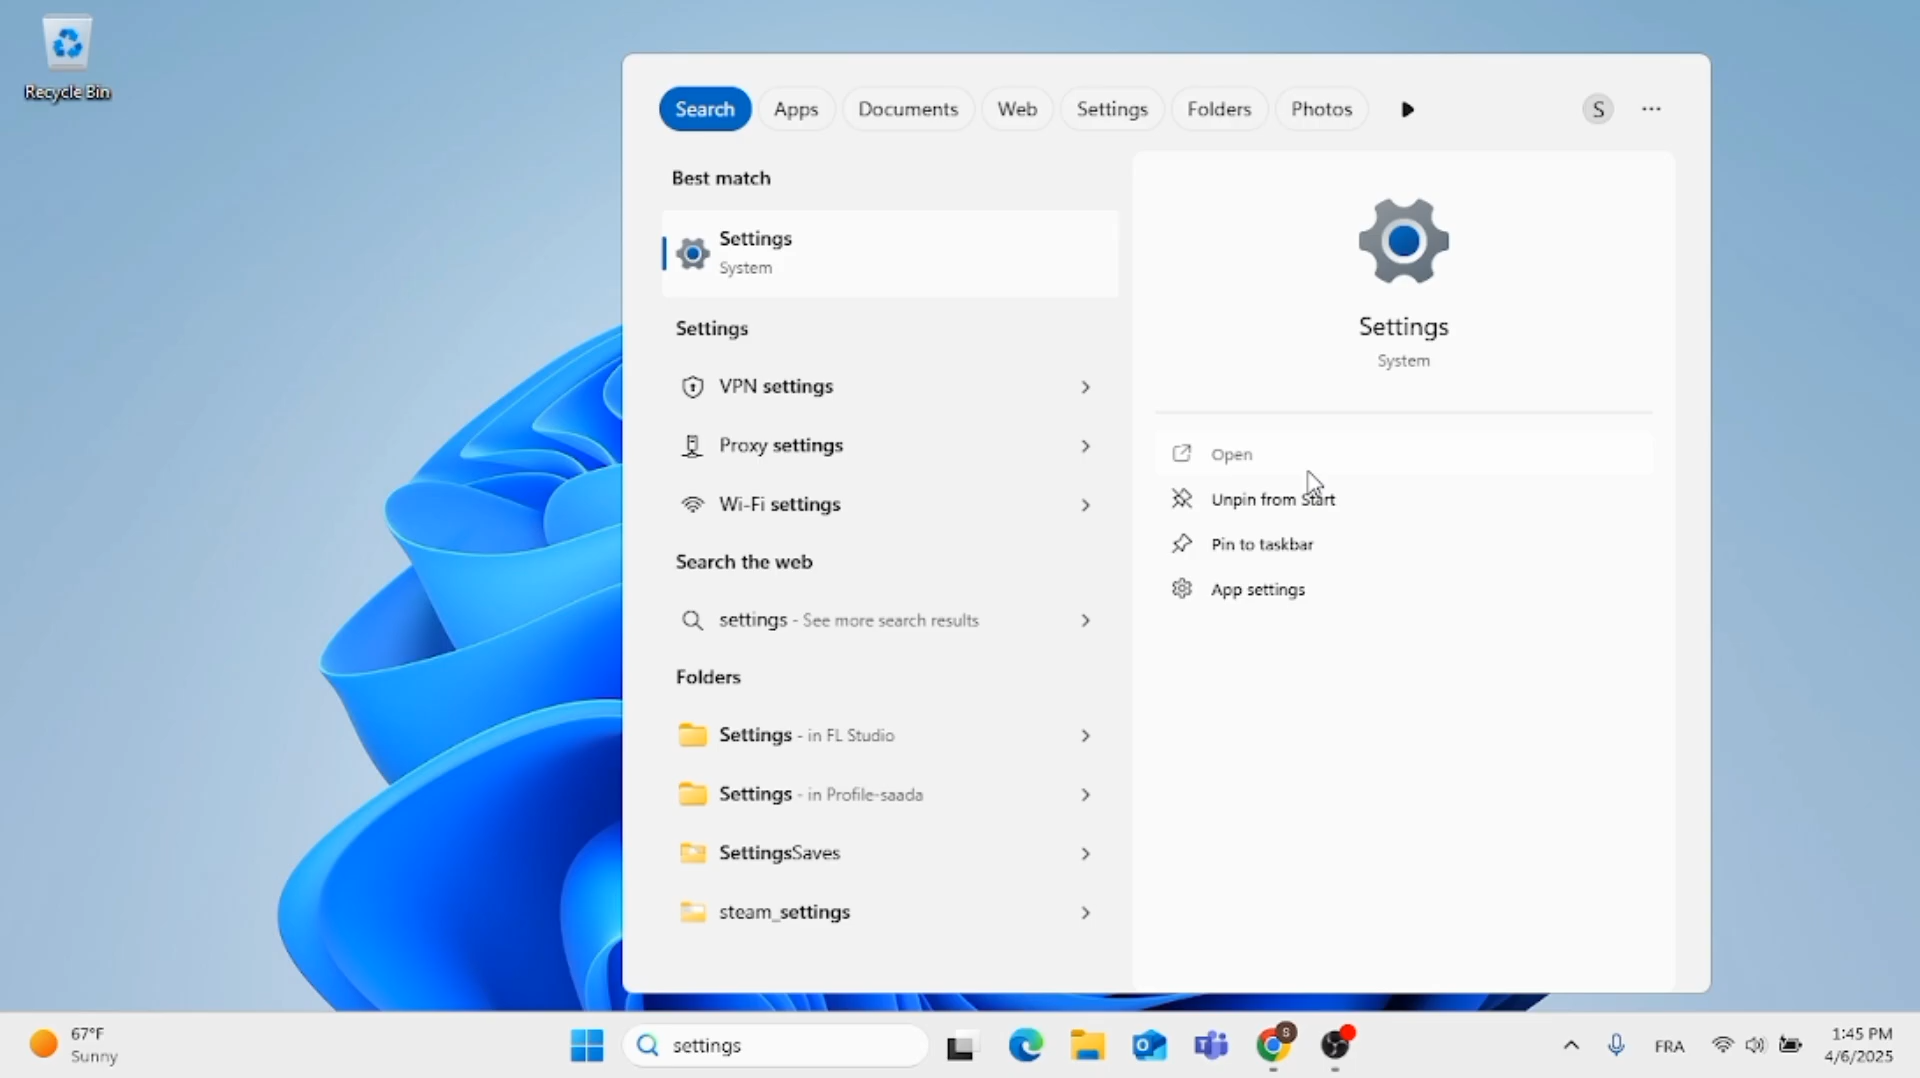 Recycle Bin
Search Apps Documents Web Settings Folders Photos S
Best match
Settings
System
Settings
VPN settings
Proxy settings
Wi-Fi settings
Search the web
settings - See more search results
Folders
Settings - in FL Studio
Settings - in Profile-saada
SettingsSaves
steam_settings
Settings
System
Open
Unpin from Start
Pin to taskbar
App settings
67°F
Sunny
settings
S
FRA
1:45 PM
4/6/2025